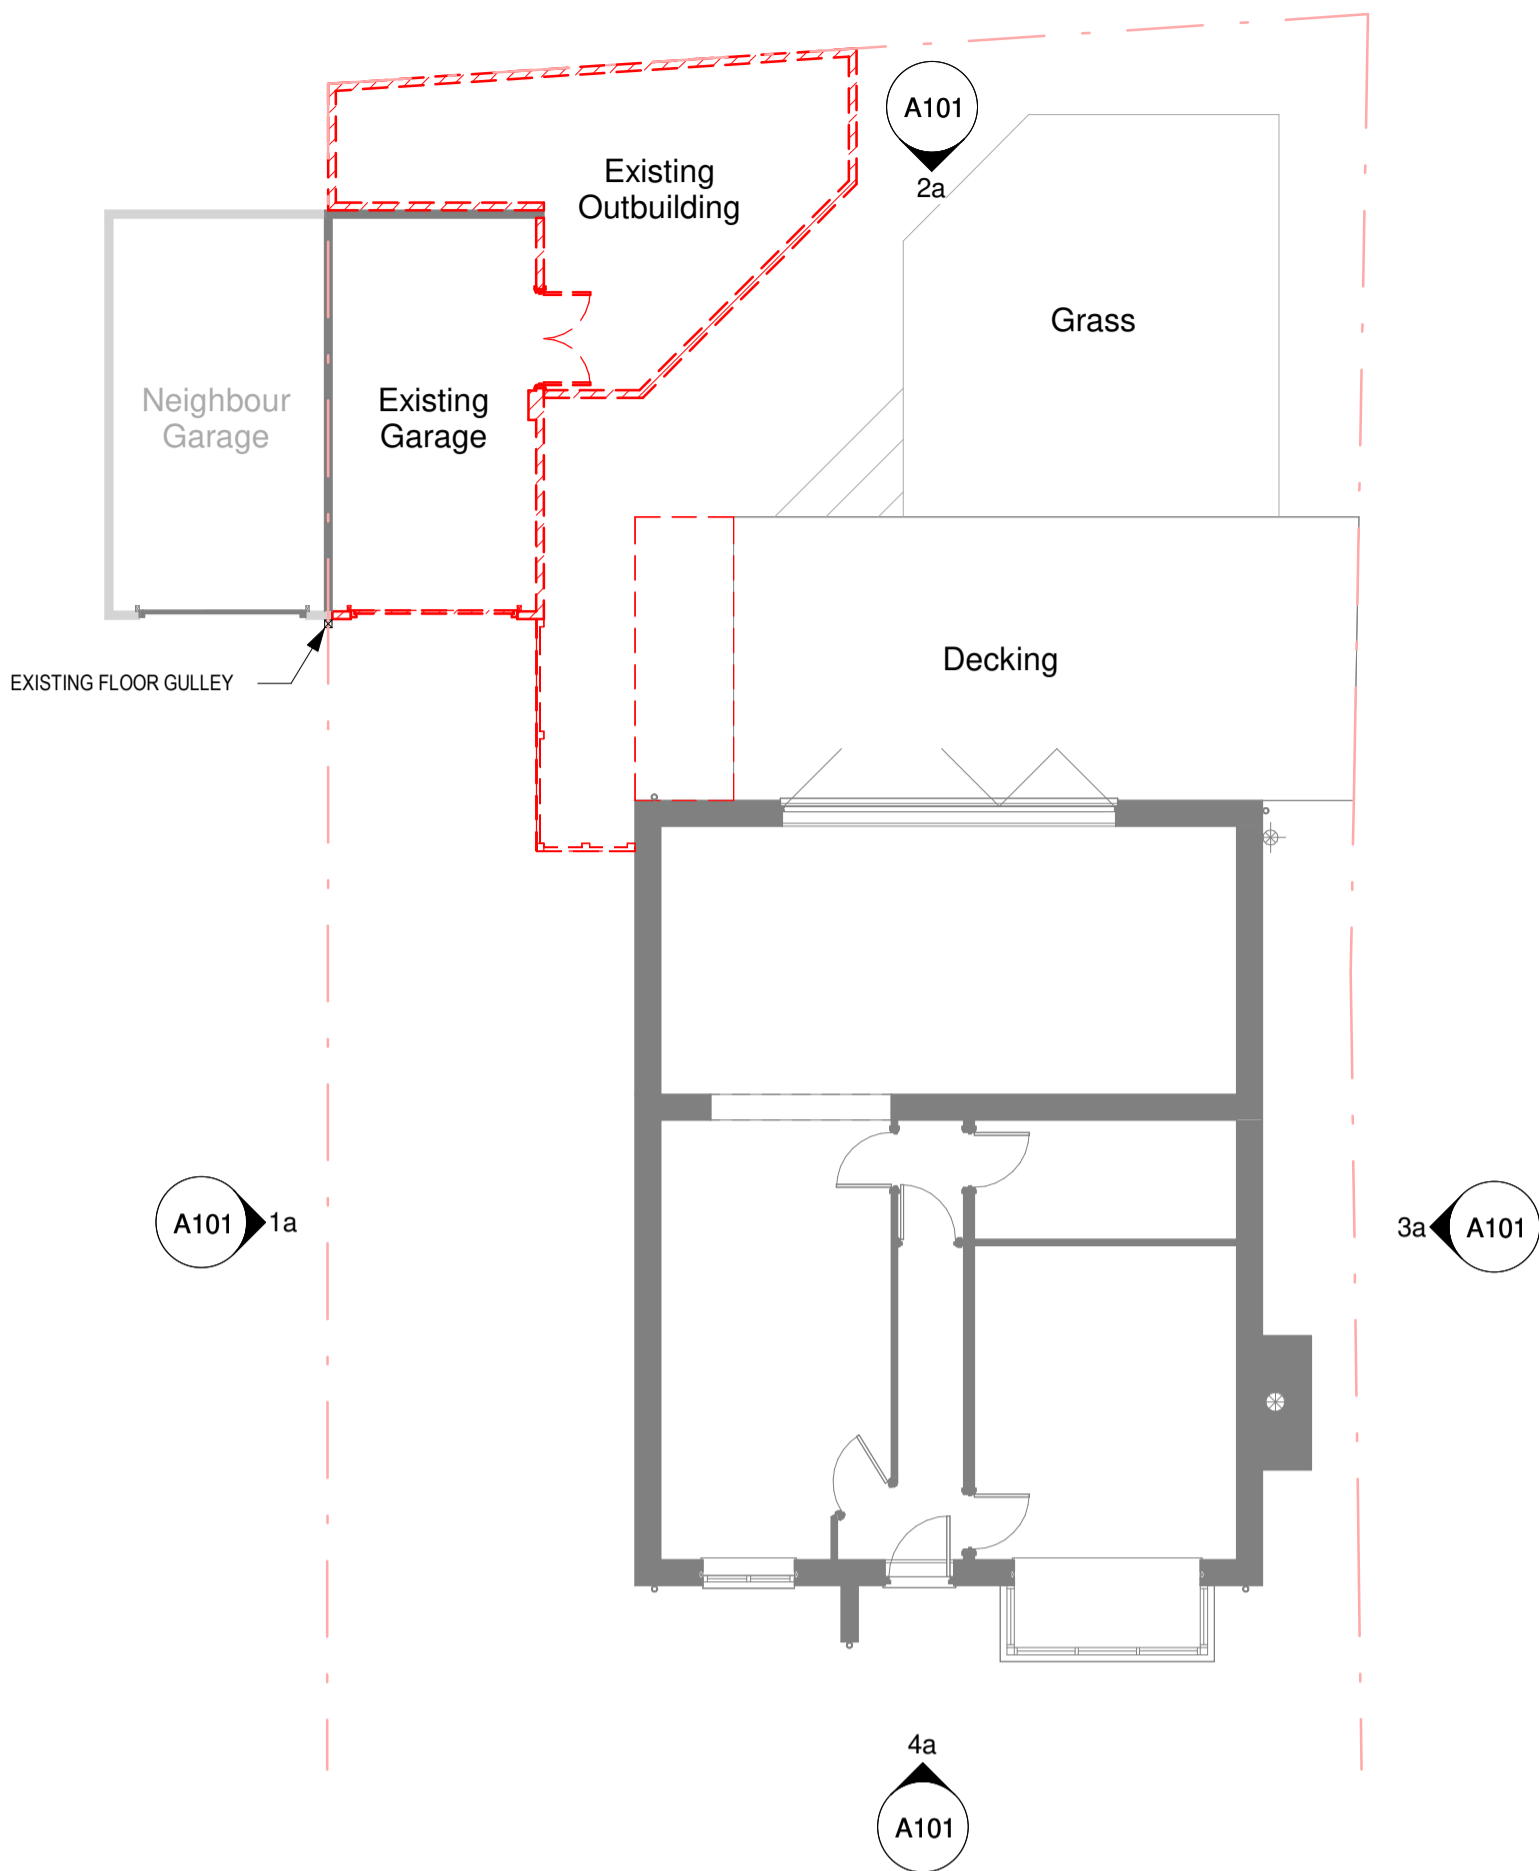 A101
2a
Existing
Outbuilding
Grass
Neighbour
Garage
Existing
Garage
Decking
EXISTING FLOOR GULLEY
A101
1a
3a
A101
4a
A101